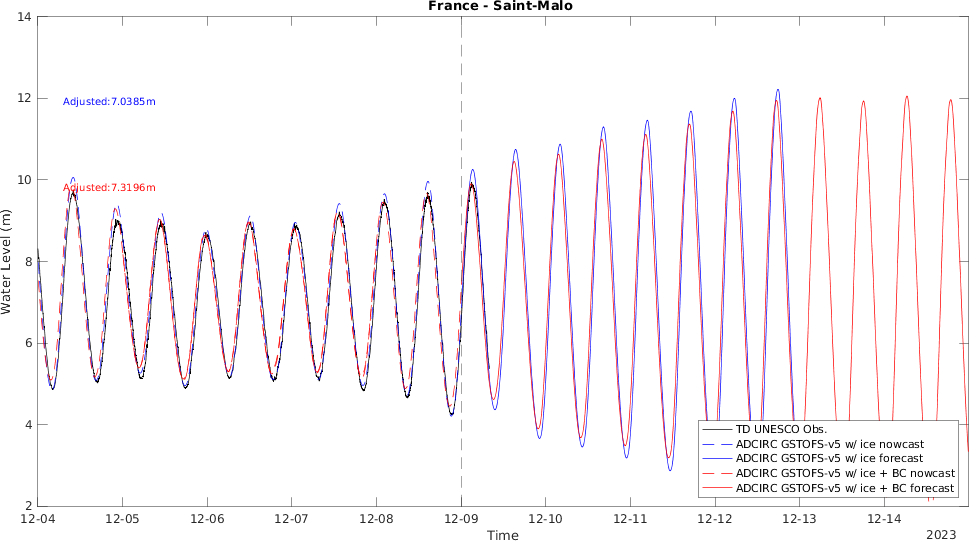 France - Saint-Malo
14
12
10
8
6
4
2
Water Level (m)
Adjusted:7.0385m
Adjusted:7.3196m
TD UNESCO Obs.
ADCIRC GSTOFS-v5 w/ ice nowcast
ADCIRC GSTOFS-v5 w/ ice forecast
ADCIRC GSTOFS-v5 w/ ice + BC nowcast
ADCIRC GSTOFS-v5 w/ ice + BC forecast
12-04 12-05 12-06 12-07 12-08 12-09 12-10 12-11 12-12 12-13 12-14
Time
2023